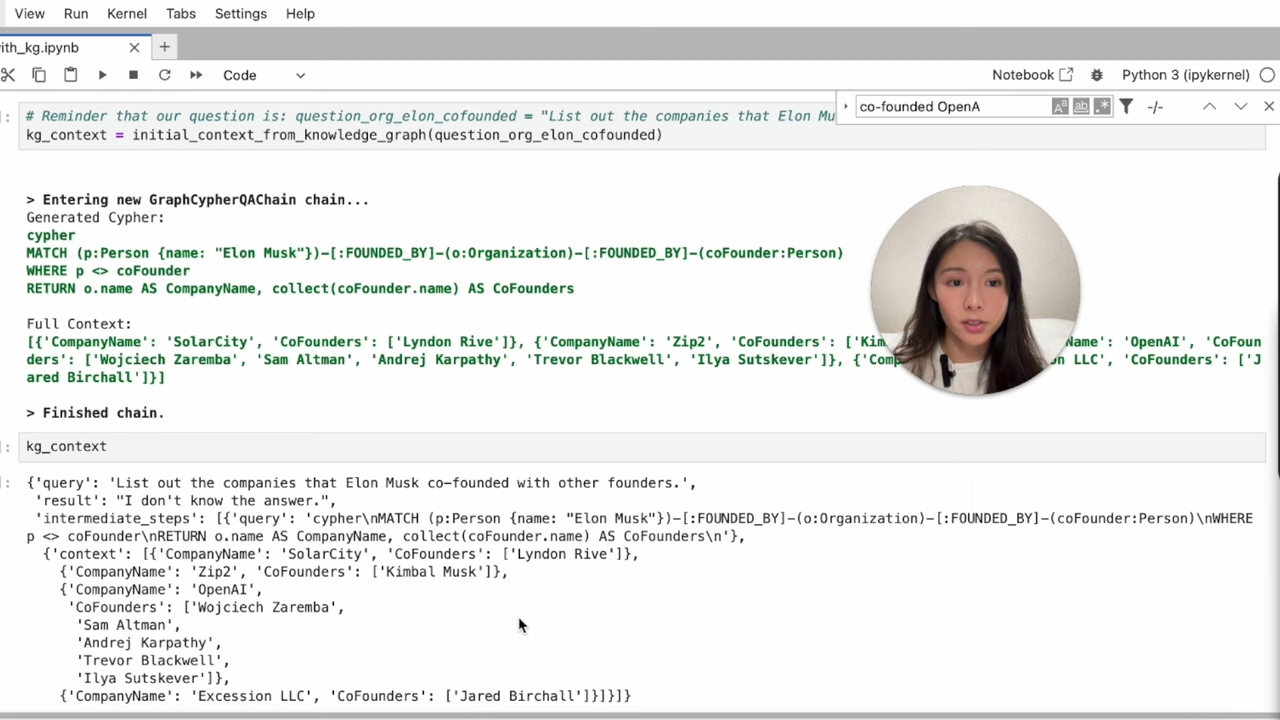 View Run Kernel Tabs Settings Help
ith_kg.ipynb
Code Notebook Python 3 (ipykernel)
co-founded OpenA Aa ab .* -/-
]: # Reminder that our question is: question_org_elon_cofounded = "List out the companies that Elon Mu
kg_context = initial_context_from_knowledge_graph(question_org_elon_cofounded)
> Entering new GraphCypherQAChain chain...
Generated Cypher:
cypher
MATCH (p:Person {name: "Elon Musk"})-[:FOUNDED_BY]-(o:Organization)-[:FOUNDED_BY]-(coFounder:Person)
WHERE p <> coFounder
RETURN o.name AS CompanyName, collect(coFounder.name) AS CoFounders
Full Context:
[{'CompanyName': 'SolarCity', 'CoFounders': ['Lyndon Rive']}, {'CompanyName': 'Zip2', 'CoFounders': ['Kim Name': 'OpenAI', 'CoFoun
ders': ['Wojciech Zaremba', 'Sam Altman', 'Andrej Karpathy', 'Trevor Blackwell', 'Ilya Sutskever']}, {'C on LLC', 'CoFounders': ['J
ared Birchall']}]
> Finished chain.
]: kg_context
]: {'query': 'List out the companies that Elon Musk co-founded with other founders.',
'result': "I don't know the answer.",
'intermediate_steps': [{'query': 'cypher\nMATCH (p:Person {name: "Elon Musk"})-[:FOUNDED_BY]-(o:Organization)-[:FOUNDED_BY]-(coFounder:Person)\nWHERE
p <> coFounder\nRETURN o.name AS CompanyName, collect(coFounder.name) AS CoFounders\n'},
{'context': [{'CompanyName': 'SolarCity', 'CoFounders': ['Lyndon Rive']},
{'CompanyName': 'Zip2', 'CoFounders': ['Kimbal Musk']},
{'CompanyName': 'OpenAI',
'CoFounders': ['Wojciech Zaremba',
'Sam Altman',
'Andrej Karpathy',
'Trevor Blackwell',
'Ilya Sutskever']},
{'CompanyName': 'Excession LLC', 'CoFounders': ['Jared Birchall']}]}]}